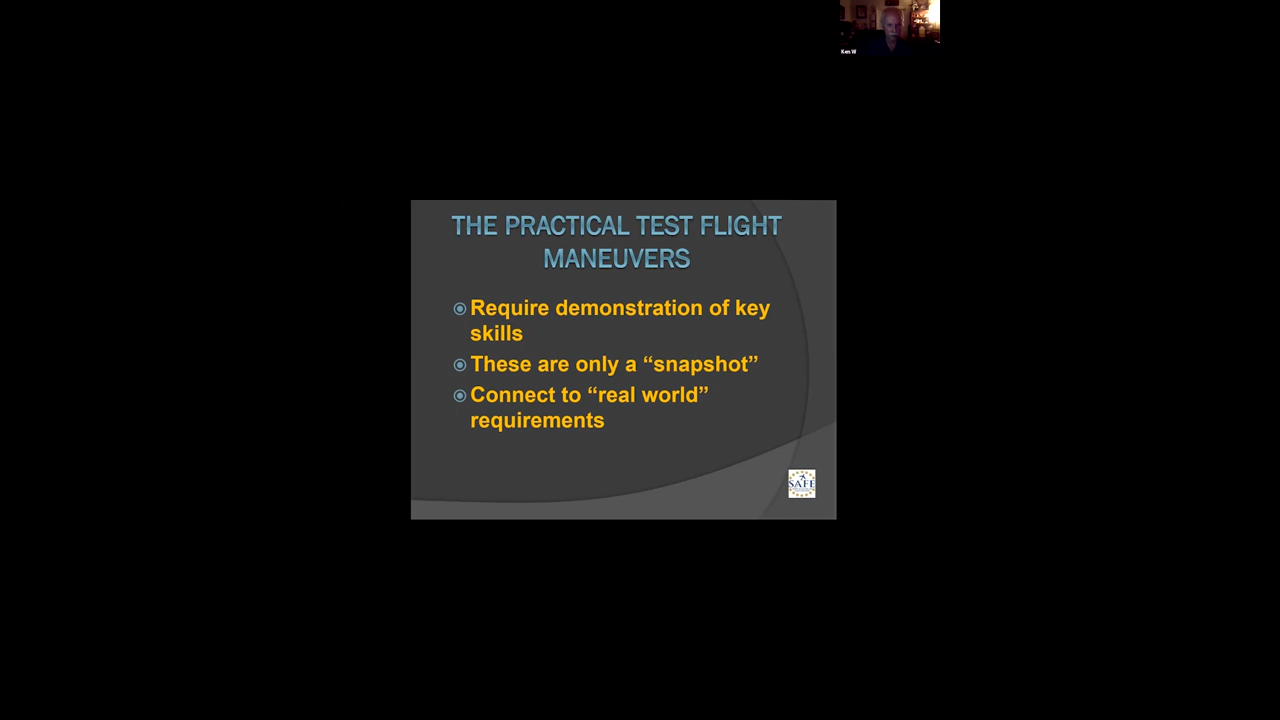 Ken W
THE PRACTICAL TEST FLIGHT
MANEUVERS
Require demonstration of key
skills
These are only a “snapshot”
Connect to “real world”
requirements
SAFE